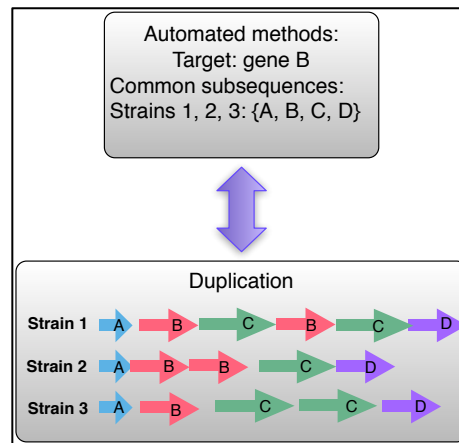 Automated methods:
Target: gene B
Common subsequences:
Strains 1, 2, 3: {A, B, C, D}
Duplication
Strain 1 A B C B C D
Strain 2 A B B C D
Strain 3 A B C C D